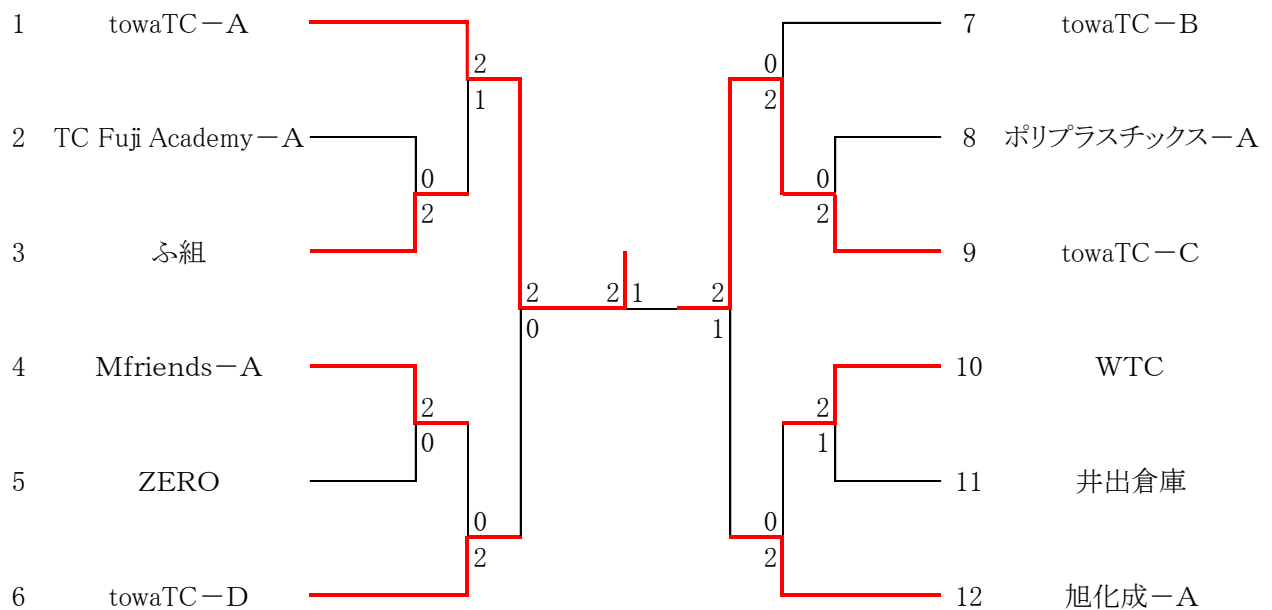 1 towaTC－A
7 towaTC－B
2 0
1 2
2 TC Fuji Academy－A
8 ポリプラスチックス－A
0 0
2 2
3 ふ組
9 towaTC－C
2 2 1 2
0 1
4 Mfriends－A
10 WTC
2 2
0 1
5 ZERO
11 井出倉庫
0 0
2 2
6 towaTC－D
12 旭化成－A